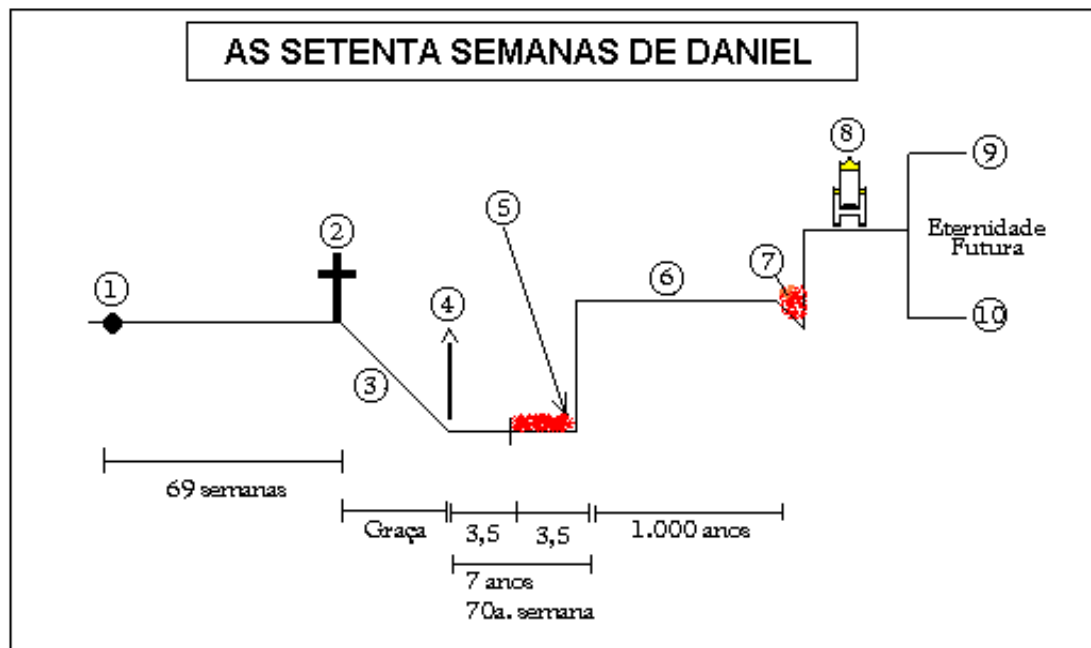 AS SETENTA SEMANAS DE DANIEL
1
2
3
4
5
6
7
8
9
Eternidade
Futura
10
69 semanas
Graça
3,5
3,5
1.000 anos
7 anos
70a. semana